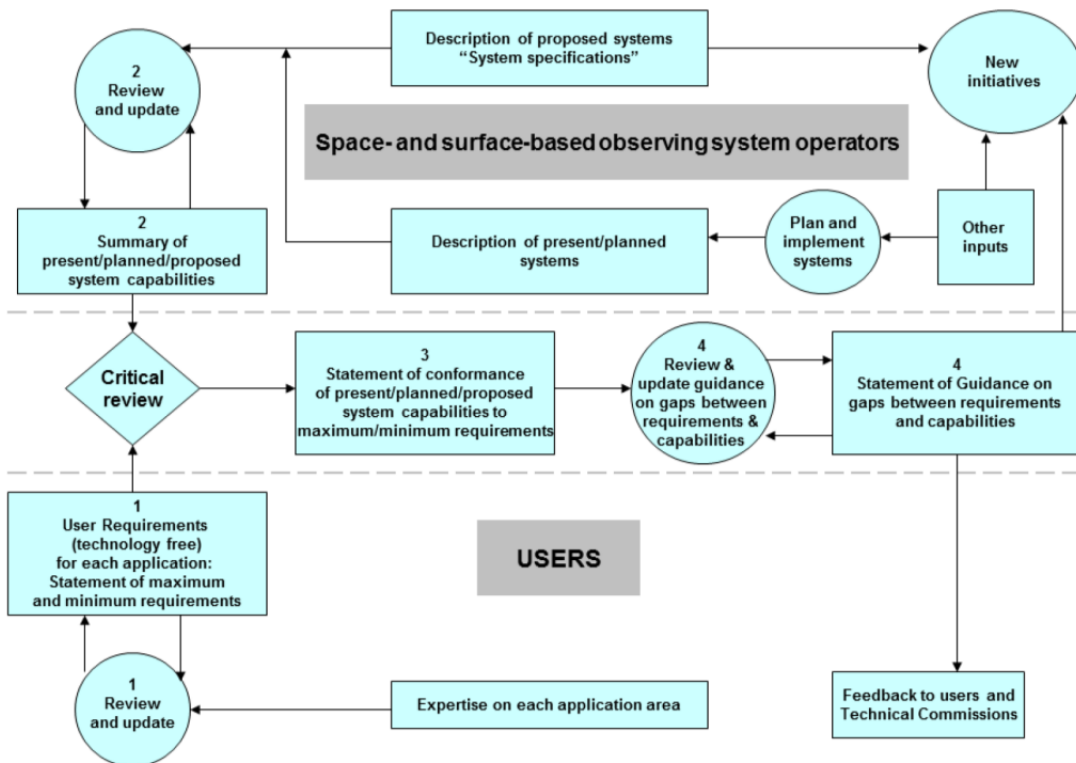 Description of proposed systems
“System specifications”
2
Review
and update
New
initiatives
Space- and surface-based observing system operators
2
Summary of
present/planned/proposed
system capabilities
Description of present/planned
systems
Plan and
implement
systems
Other
inputs
Critical
review
3
Statement of conformance
of present/planned/proposed
system capabilities to
maximum/minimum requirements
4
Review &
update guidance
on gaps between
requirements &
capabilities
4
Statement of Guidance on
gaps between requirements
and capabilities
1
User Requirements
(technology free)
for each application:
Statement of maximum
and minimum requirements
USERS
1
Review
and update
Expertise on each application area
Feedback to users and
Technical Commissions